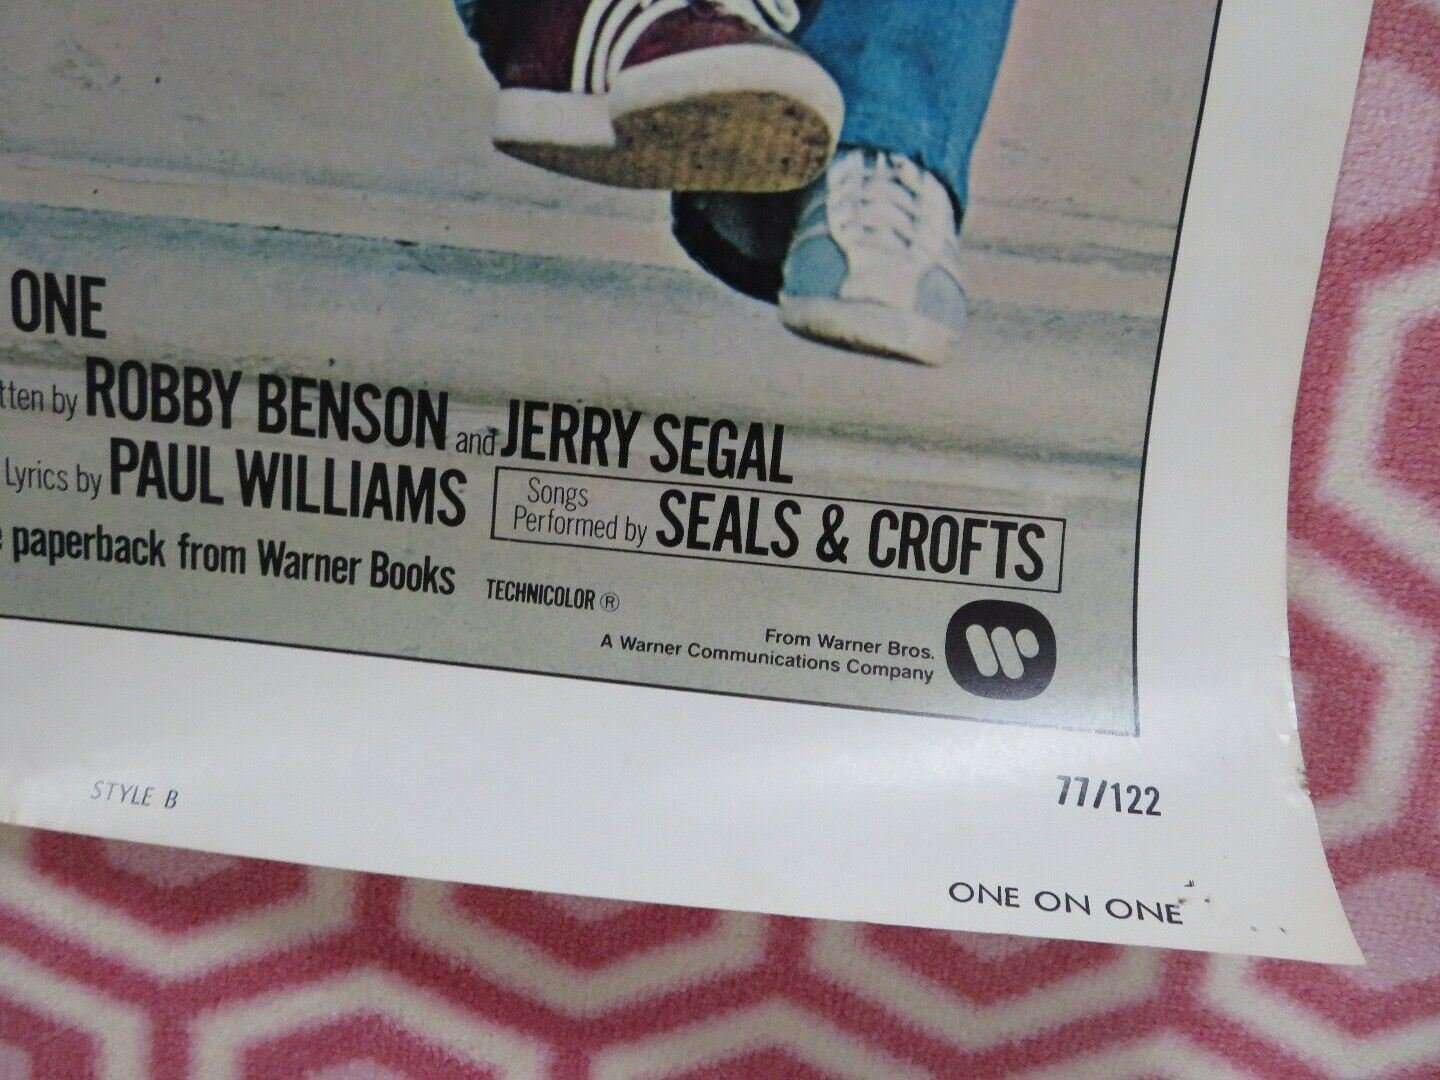 ONE
tten by ROBBY BENSON and JERRY SEGAL
Lyrics by PAUL WILLIAMS
Songs
Performed by SEALS & CROFTS
e paperback from Warner Books
TECHNICOLOR ®
From Warner Bros.
A Warner Communications Company
STYLE B
77/122
ONE ON ONE